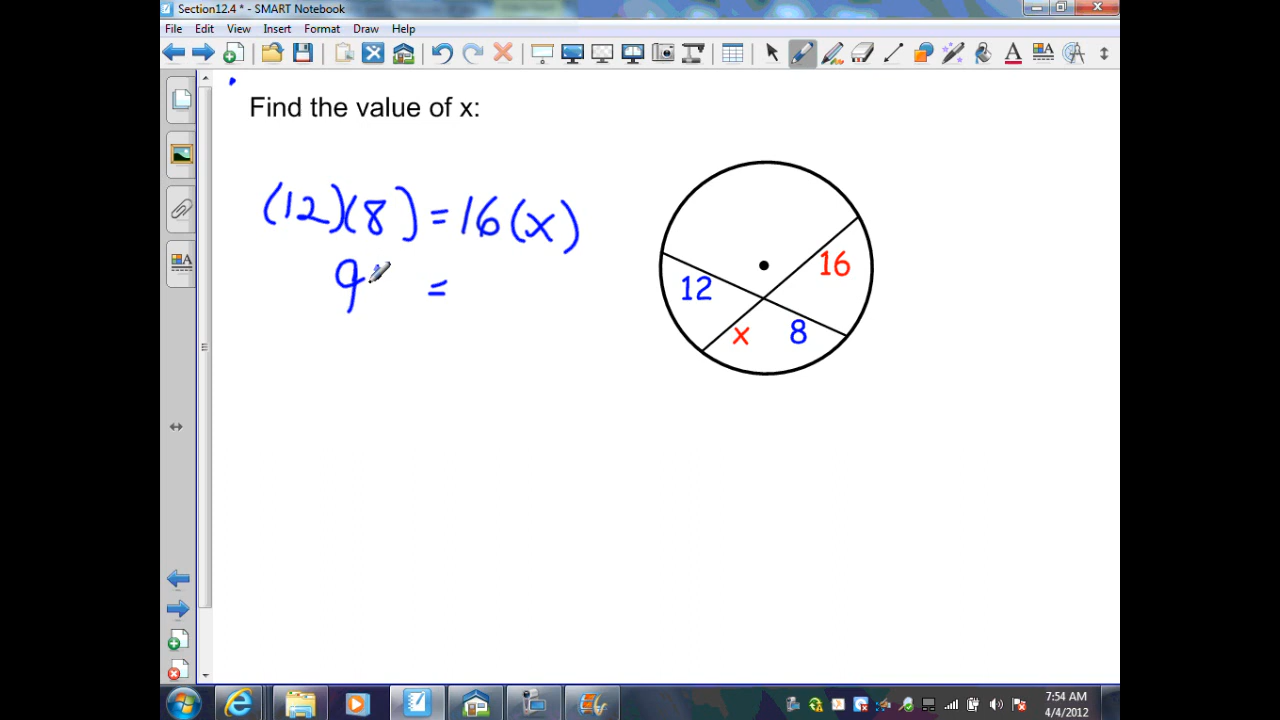 Section12.4 * - SMART Notebook
File Edit View Insert Format Draw Help
Find the value of x:
(12)(8) = 16(x)
9 =
12
16
x
8
7:54 AM
4/4/2012